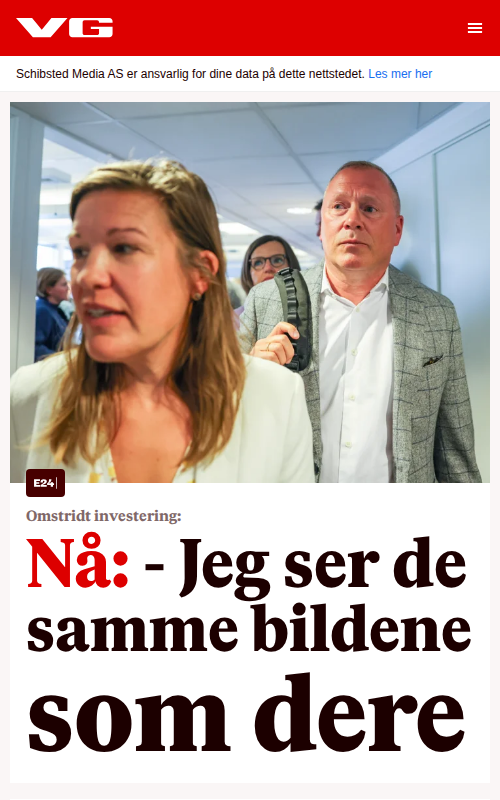 VG
Schibsted Media AS er ansvarlig for dine data på dette nettstedet. Les mer her
E24
Omstridt investering:
Nå: - Jeg ser de
samme bildene
som dere